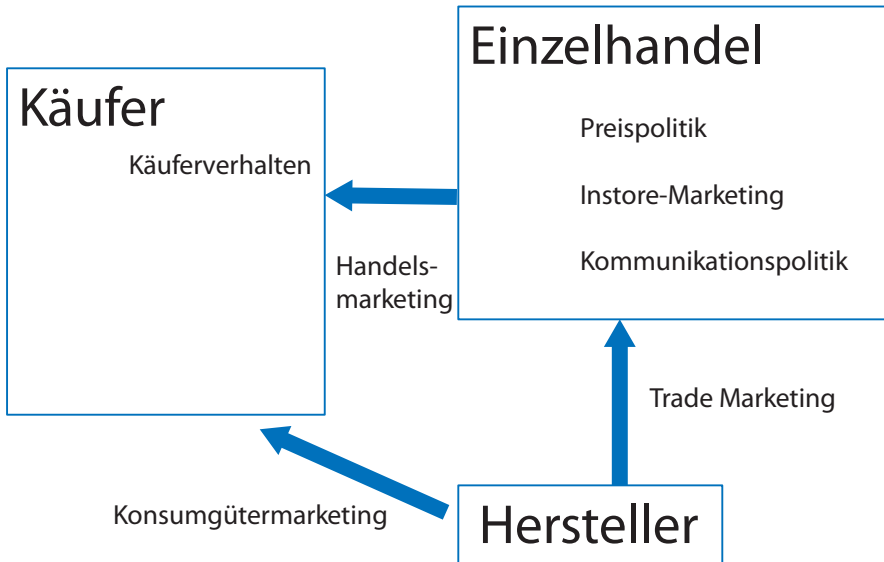 Einzelhandel
Käufer
Preispolitik
Käuferverhalten
Instore-Marketing
Kommunikationspolitik
Handels-
marketing
Trade Marketing
Konsumgütermarketing
Hersteller